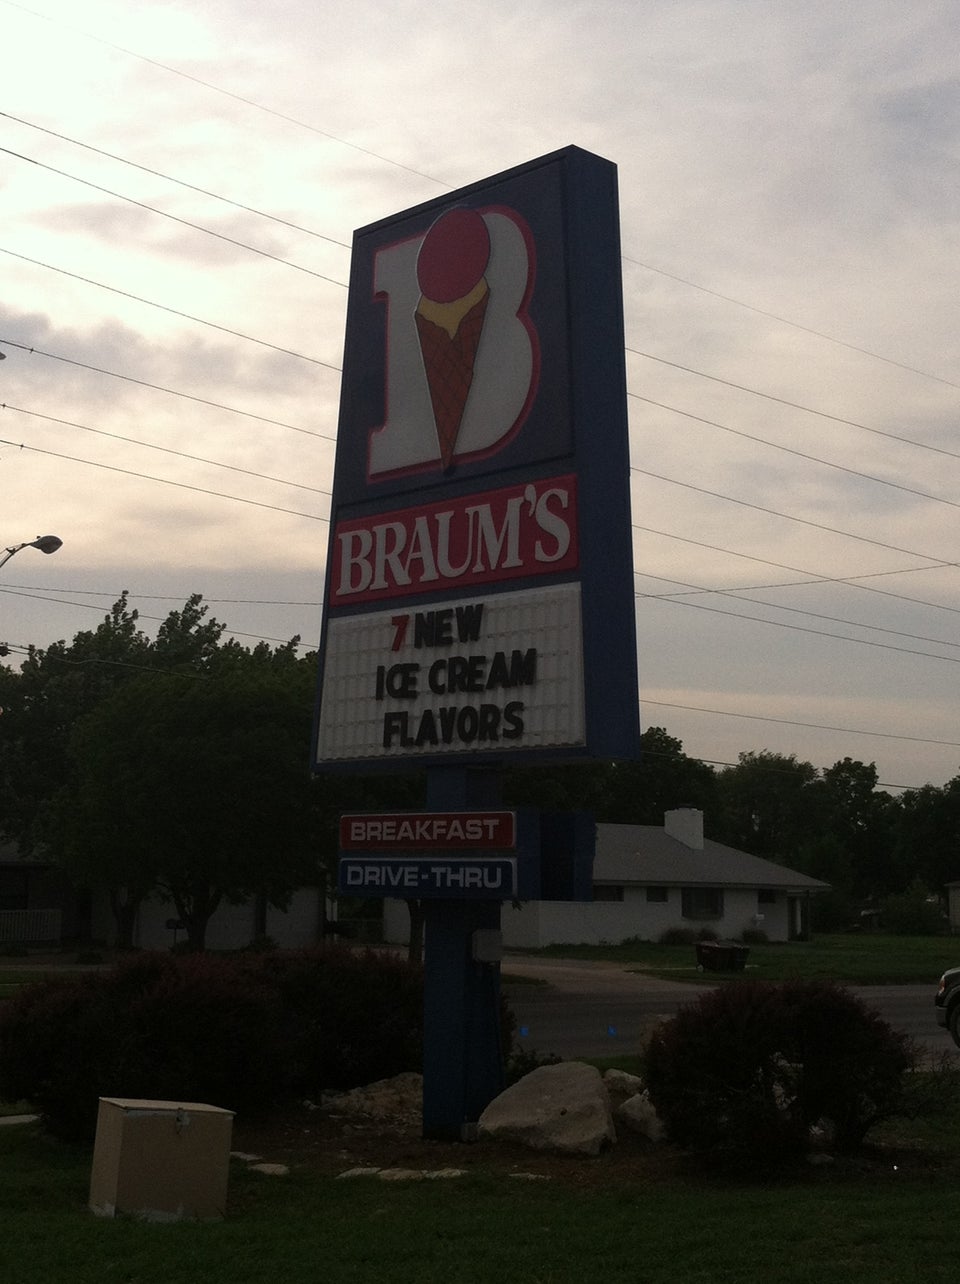 B
BRAUM'S
7 NEW
ICE CREAM
FLAVORS
BREAKFAST
DRIVE-THRU